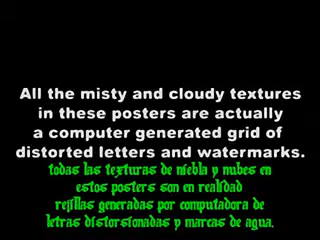 All the misty and cloudy textures
in these posters are actually
a computer generated grid of
distorted letters and watermarks.
todas las texturas de niebla y nubes en
estos posters son en realidad
rejillas generadas por computadora de
letras distorsionadas y marcas de agua.